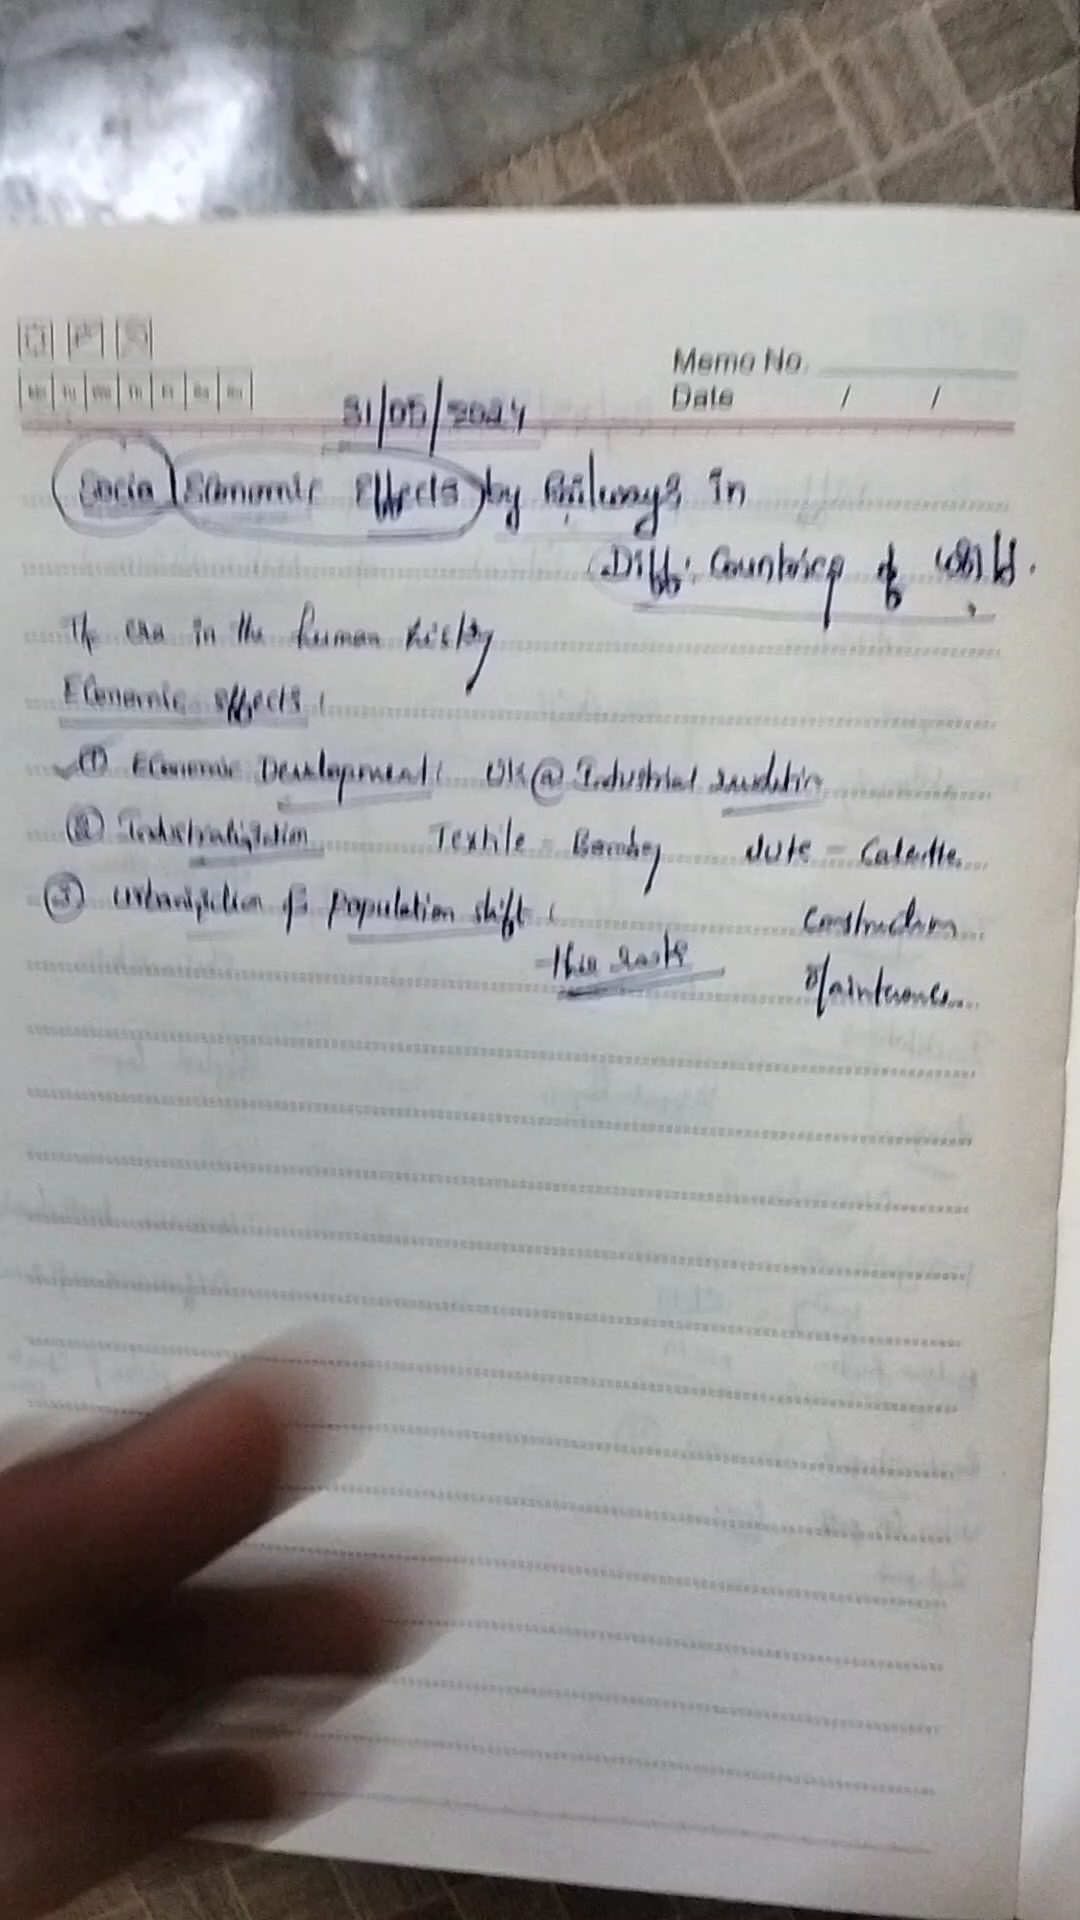 Memo No.
Date / /
31/05/2024
Socio Economic Effects by Railways in
Diff: Countries of World.
The era in the human history
Economic effects:
① Economic Development: UK @ Industrial revolution
② Industrialization Textile = Bombay Jute - Calcutta
③ Urbanization & population shift: Construction
Maintenance